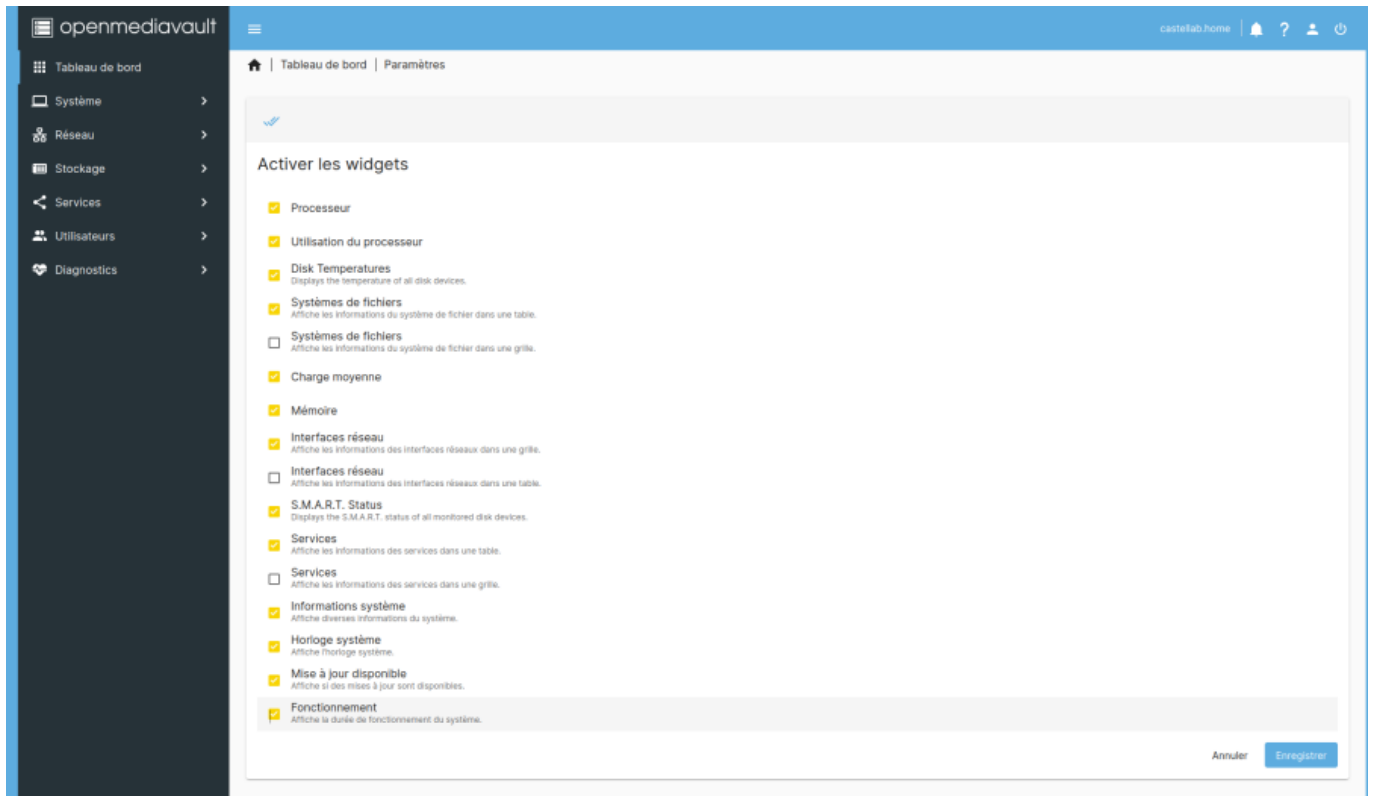 openmediavault
castellab.home
Tableau de bord
Système
Réseau
Stockage
Services
Utilisateurs
Diagnostics
Tableau de bord | Paramètres
Activer les widgets
Processeur
Utilisation du processeur
Disk Temperatures
Displays the temperature of all disk devices.
Systèmes de fichiers
Affiche les informations du système de fichier dans une table.
Systèmes de fichiers
Affiche les informations du système de fichier dans une grille.
Charge moyenne
Mémoire
Interfaces réseau
Affiche les informations des interfaces réseaux dans une grille.
Interfaces réseau
Affiche les informations des interfaces réseaux dans une table.
S.M.A.R.T. Status
Displays the S.M.A.R.T. status of all monitored disk devices.
Services
Affiche les informations des services dans une table.
Services
Affiche les informations des services dans une grille.
Informations système
Affiche diverses informations du système.
Horloge système
Affiche l'horloge système.
Mise à jour disponible
Affiche si des mises à jour sont disponibles.
Fonctionnement
Affiche la durée de fonctionnement du système.
Annuler
Enregistrer